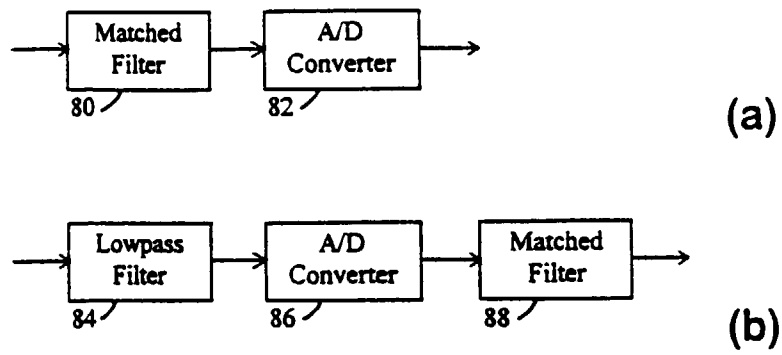 Matched
Filter
80
A/D
Converter
82
(a)
Lowpass
Filter
84
A/D
Converter
86
Matched
Filter
88
(b)